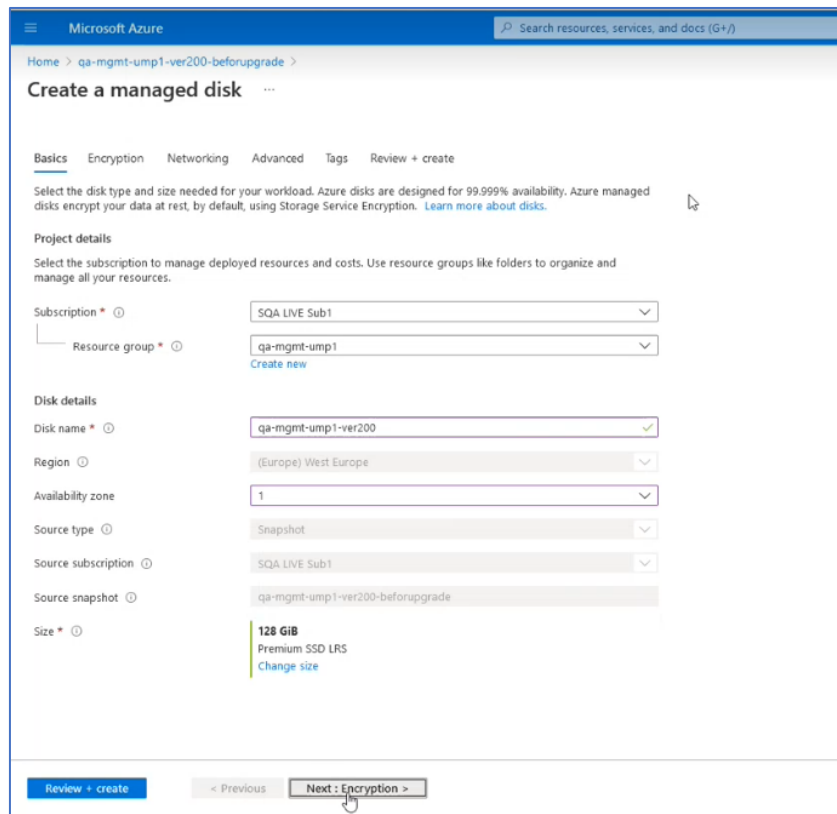 Microsoft Azure
Search resources, services, and docs (G+/)
Home > qa-mgmt-ump1-ver200-beforupgrade >
Create a managed disk ...
Basics Encryption Networking Advanced Tags Review + create
Select the disk type and size needed for your workload. Azure disks are designed for 99.999% availability. Azure managed
disks encrypt your data at rest, by default, using Storage Service Encryption. Learn more about disks.
Project details
Select the subscription to manage deployed resources and costs. Use resource groups like folders to organize and
manage all your resources.
Subscription * SQA LIVE Sub1
Resource group * qa-mgmt-ump1
Create new
Disk details
Disk name * qa-mgmt-ump1-ver200
Region (Europe) West Europe
Availability zone 1
Source type Snapshot
Source subscription SQA LIVE Sub1
Source snapshot qa-mgmt-ump1-ver200-beforupgrade
Size * 128 GiB
Premium SSD LRS
Change size
Review + create < Previous Next : Encryption >